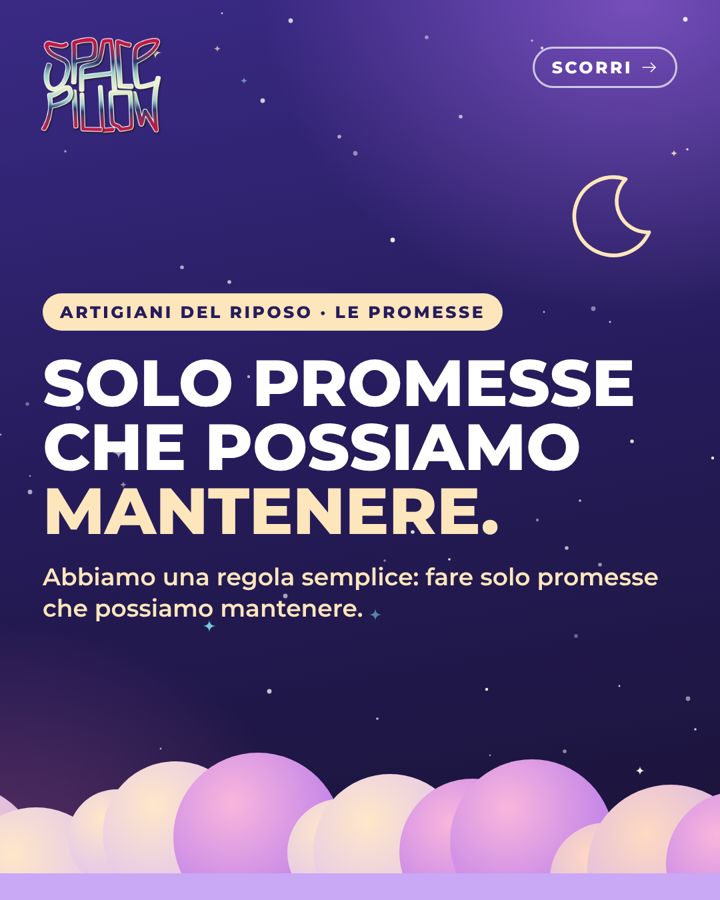 SPACE
PILLOW
SCORRI →
ARTIGIANI DEL RIPOSO · LE PROMESSE
SOLO PROMESSE
CHE POSSIAMO
MANTENERE.
Abbiamo una regola semplice: fare solo promesse
che possiamo mantenere.